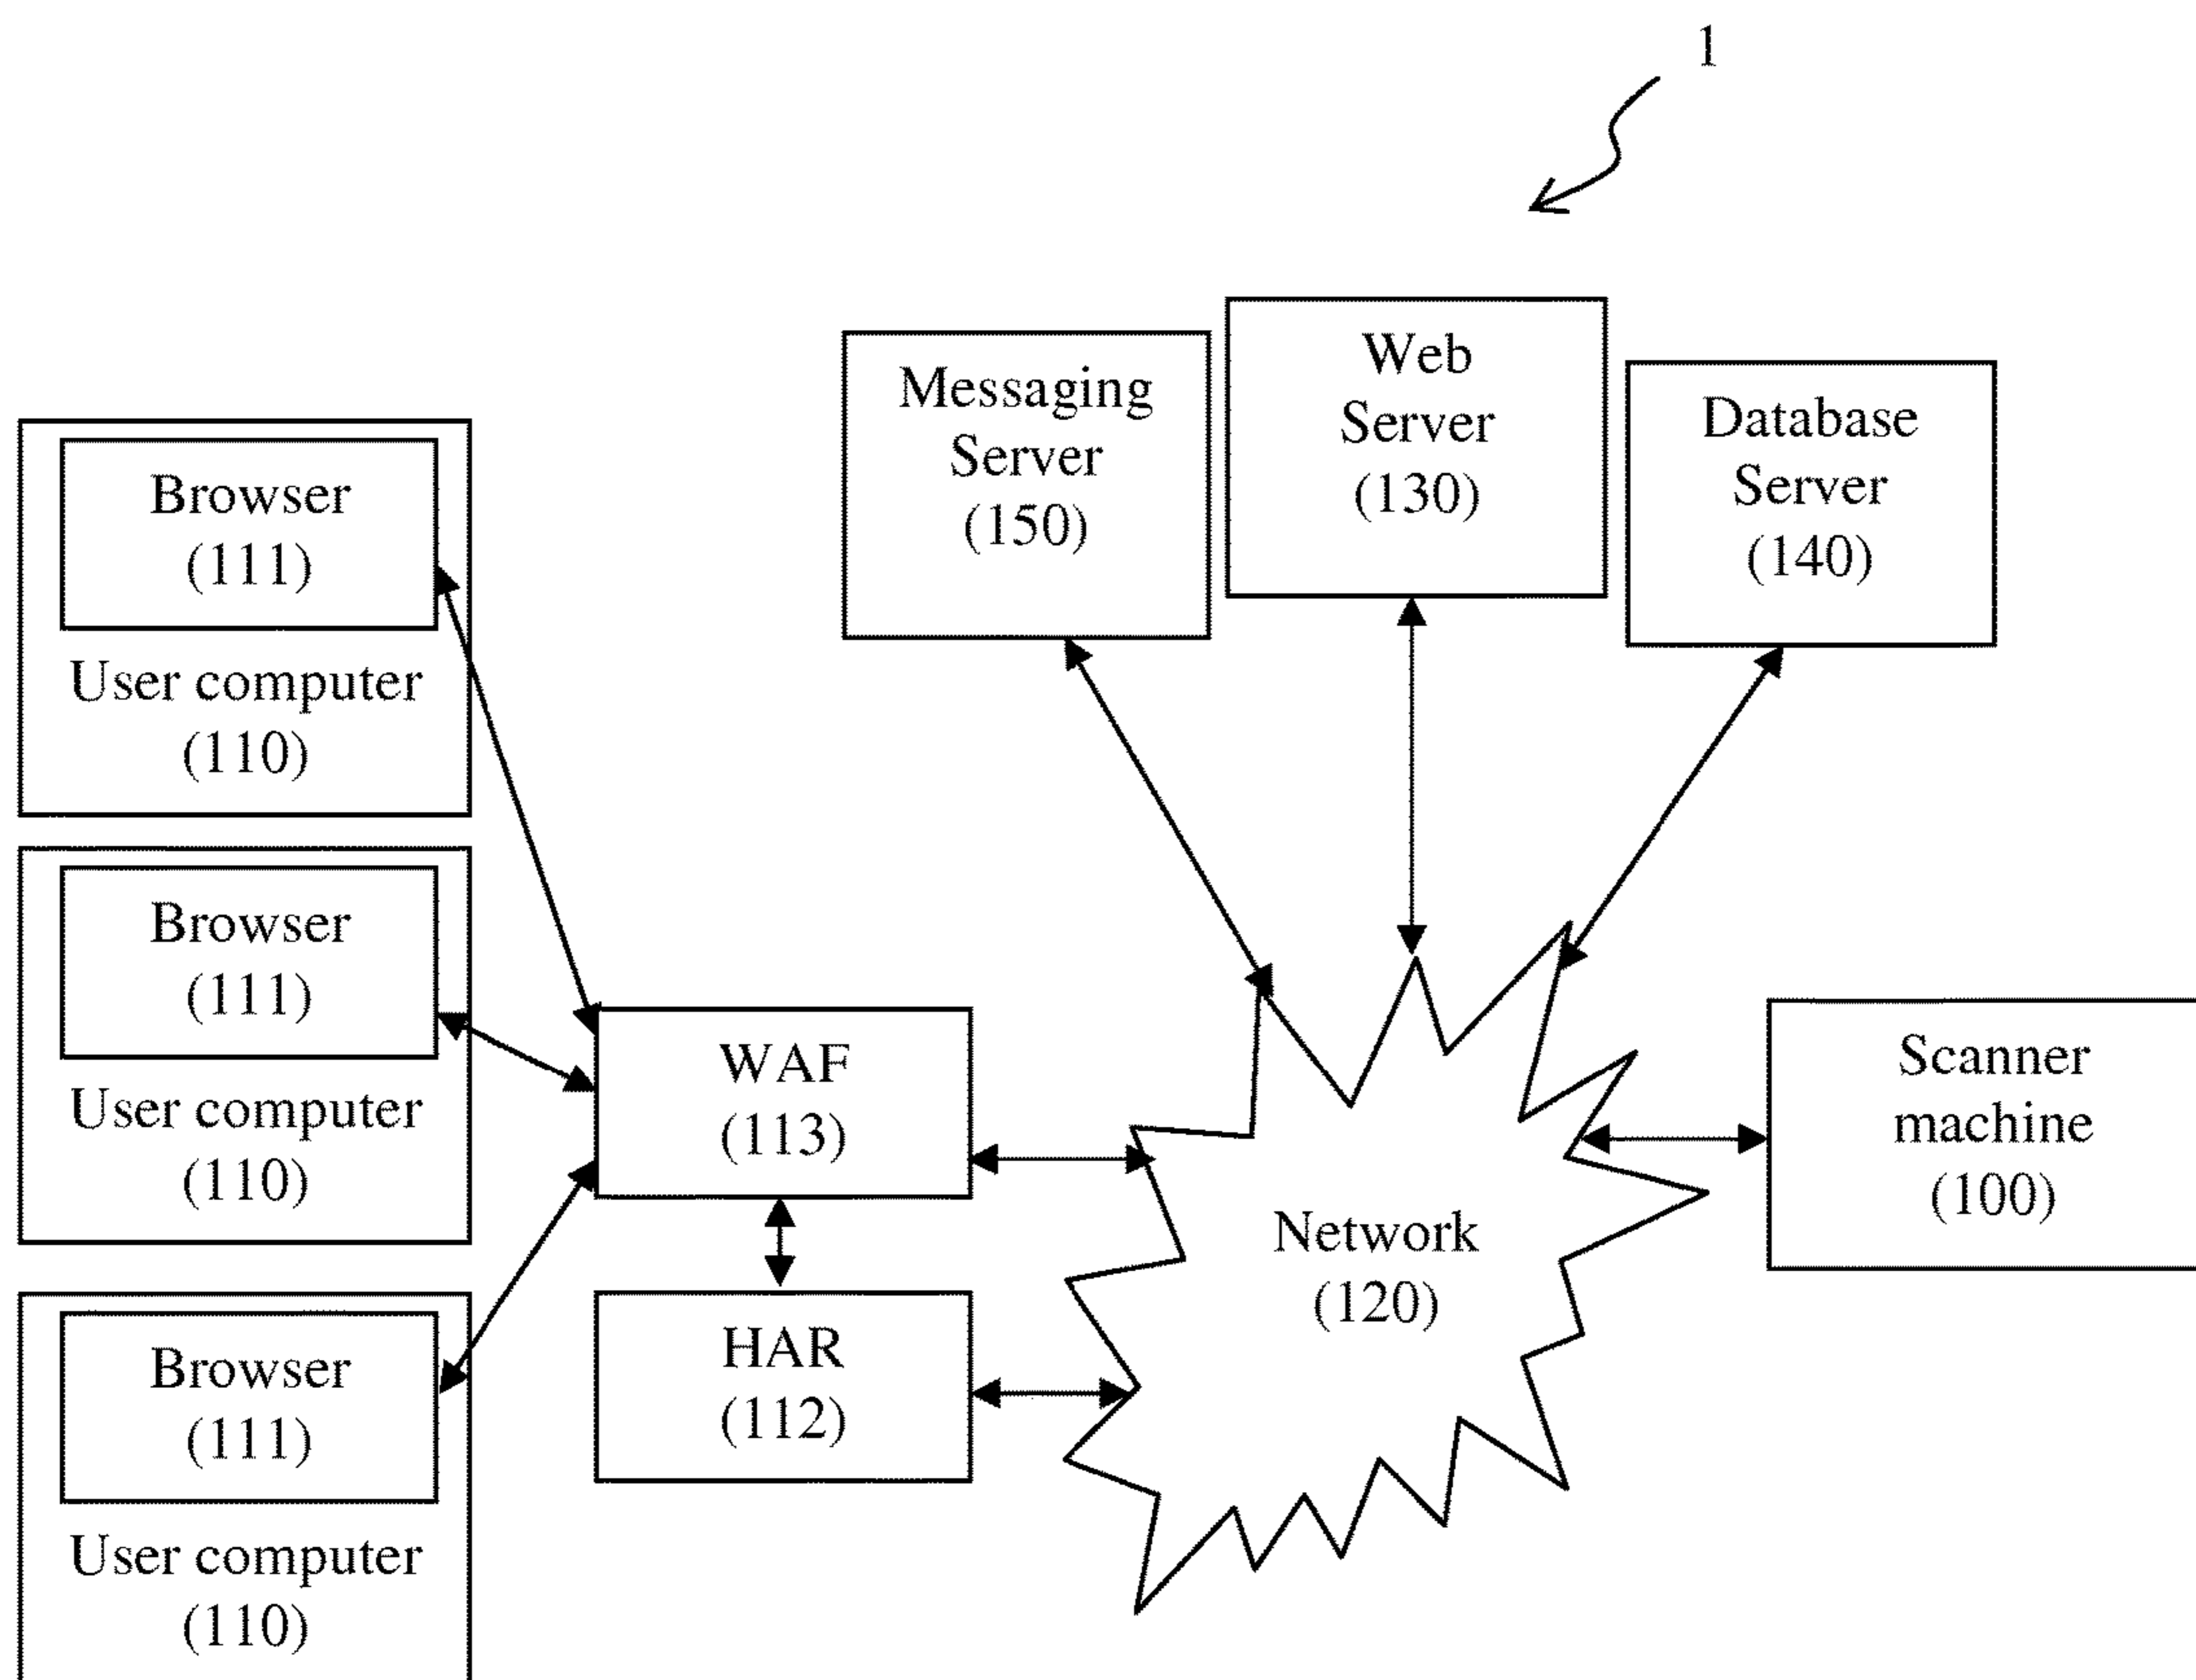 1
Messaging
Server
(150)
Web
Server
(130)
Database
Server
(140)
Browser
(111)
User computer
(110)
Browser
(111)
User computer
(110)
Browser
(111)
User computer
(110)
WAF
(113)
HAR
(112)
Network
(120)
Scanner
machine
(100)